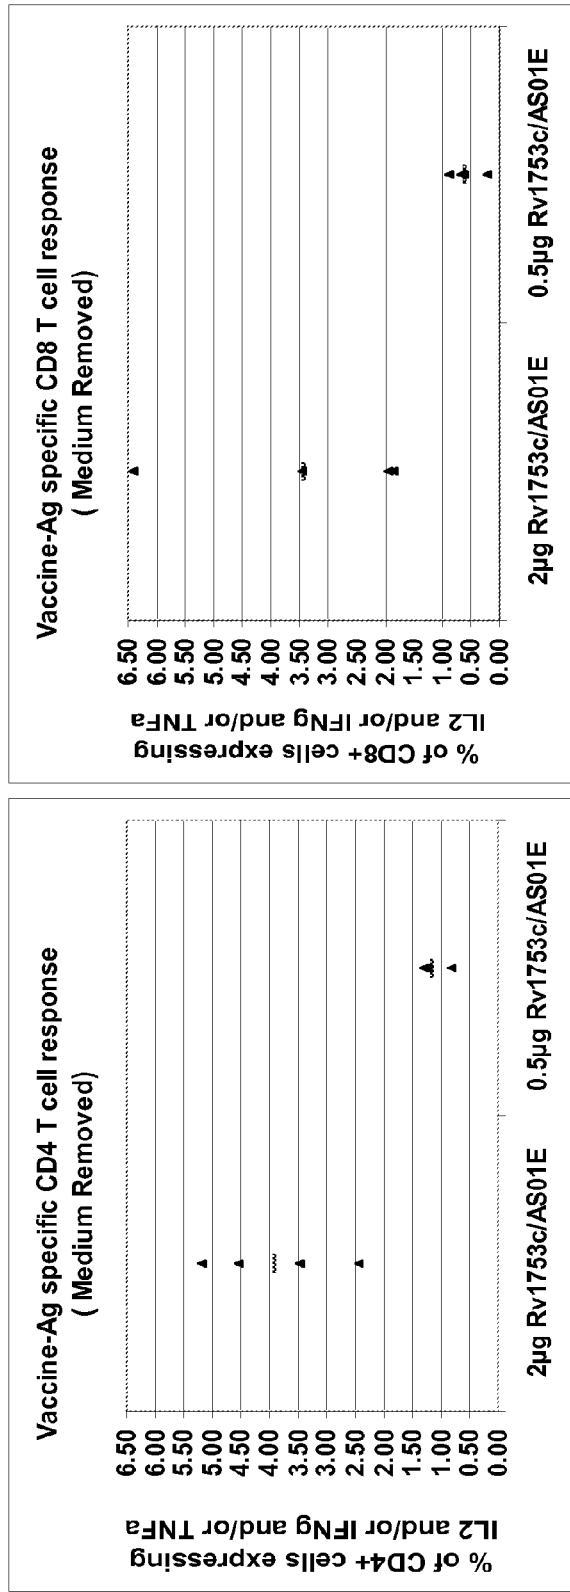 Vaccine-Ag specific CD4 T cell response
( Medium Removed)
% of CD4+ cells expressing
IL2 and/or IFNg and/or TNFa
6.50
6.00
5.50
5.00
4.50
4.00
3.50
3.00
2.50
2.00
1.50
1.00
0.50
0.00
2µg Rv1753c/AS01E
0.5µg Rv1753c/AS01E
Vaccine-Ag specific CD8 T cell response
( Medium Removed)
% of CD8+ cells expressing
IL2 and/or IFNg and/or TNFa
6.50
6.00
5.50
5.00
4.50
4.00
3.50
3.00
2.50
2.00
1.50
1.00
0.50
0.00
2µg Rv1753c/AS01E
0.5µg Rv1753c/AS01E